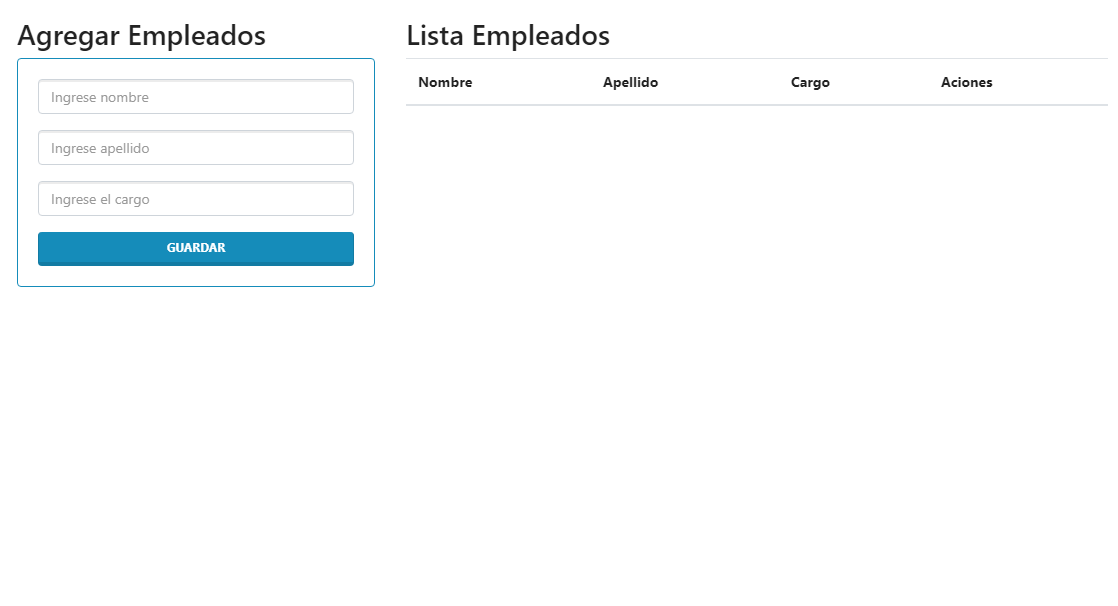 Agregar Empleados
Ingrese nombre
Ingrese apellido
Ingrese el cargo
GUARDAR
Lista Empleados
Nombre Apellido Cargo Aciones